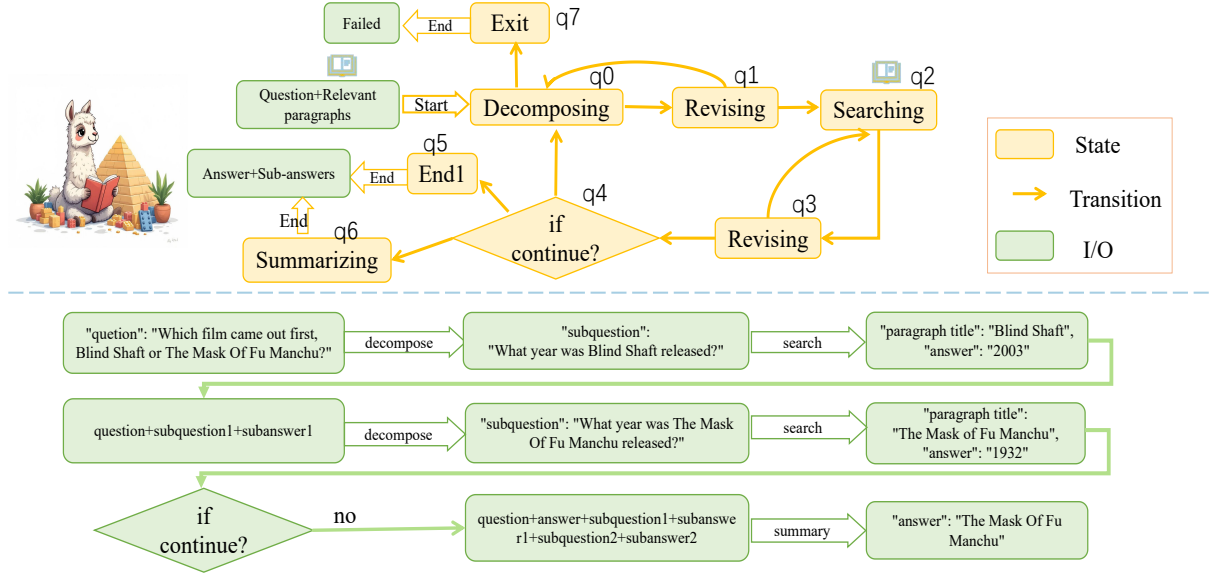 Failed
End
Exit
q7
Question+Relevant
paragraphs
Start
q0
Decomposing
q1
Revising
q2
Searching
Answer+Sub-answers
End
q5
End1
q4
if
continue?
q3
Revising
End
q6
Summarizing
State
Transition
I/O
"quetion": "Which film came out first,
Blind Shaft or The Mask Of Fu Manchu?"
decompose
"subquestion":
"What year was Blind Shaft released?"
search
"paragraph title": "Blind Shaft",
"answer": "2003"
question+subquestion1+subanswer1
decompose
"subquestion": "What year was The Mask
Of Fu Manchu released?"
search
"paragraph title":
"The Mask of Fu Manchu",
"answer": "1932"
if
continue?
no
question+answer+subquestion1+subanswe
r1+subquestion2+subanswer2
summary
"answer": "The Mask Of Fu
Manchu"